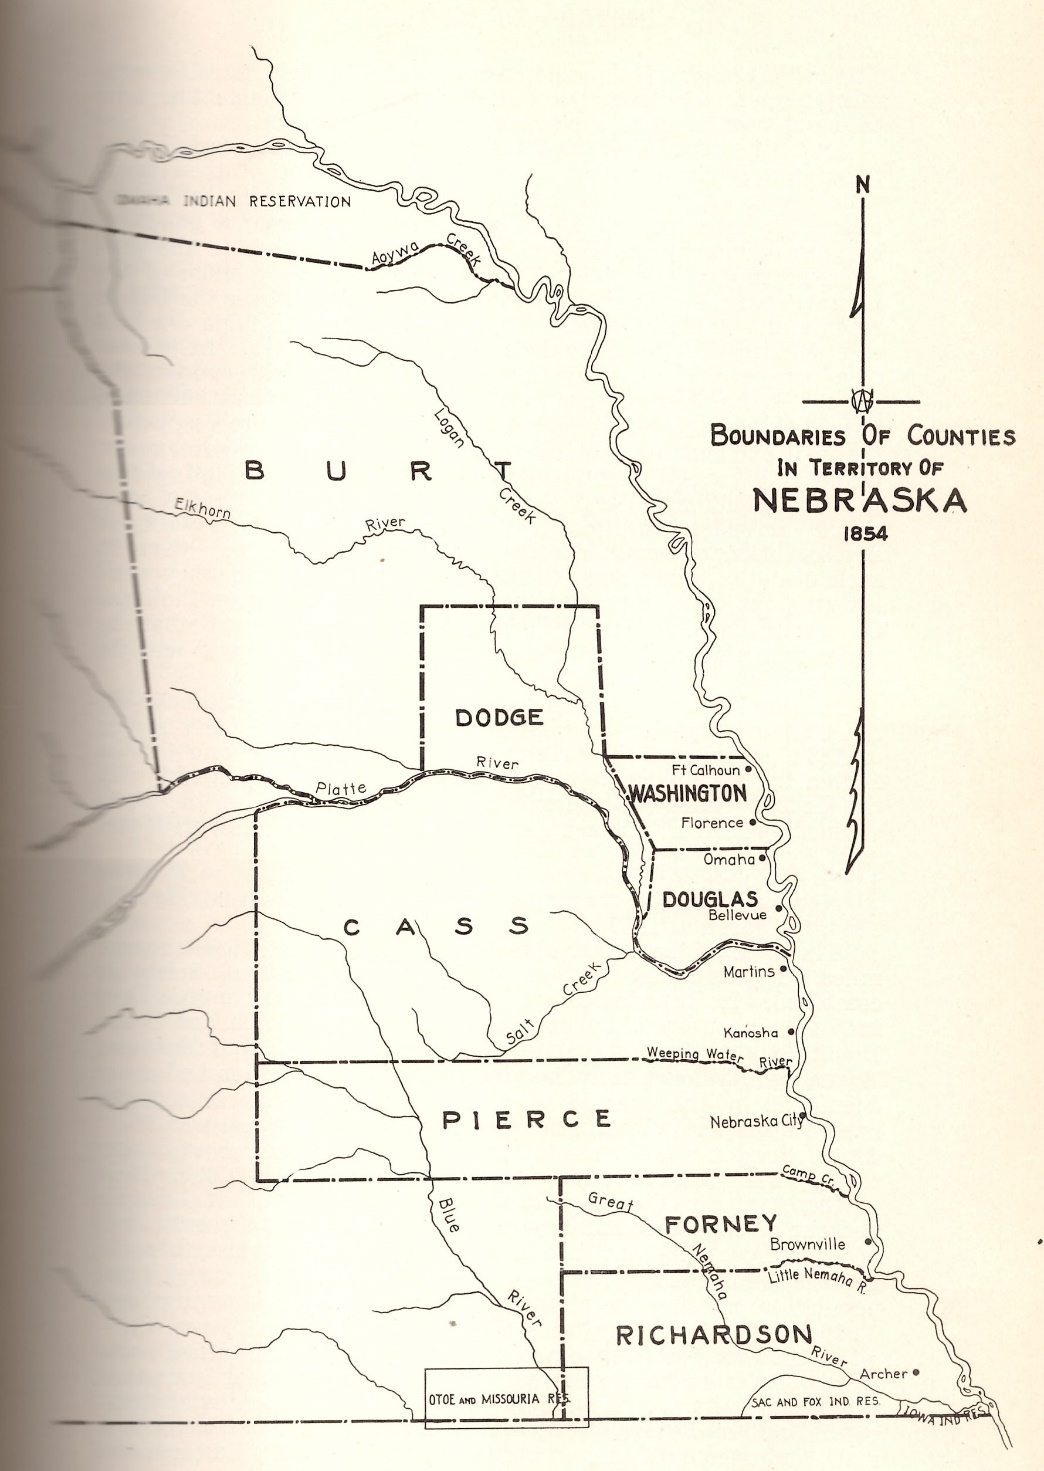 N
BOUNDARIES OF COUNTIES
IN TERRITORY OF
NEBRASKA
1854
OMAHA INDIAN RESERVATION
Aoywa Creek
Logan Creek
BURT
Elkhorn River
DODGE
River
Platte
Ft Calhoun
WASHINGTON
Florence
Omaha
DOUGLAS
Bellevue
CASS
Martins
Salt Creek
Kanosha
Weeping Water River
PIERCE
Nebraska City
Camp Cr.
Great Nemaha River
FORNEY
Brownville
Little Nemaha R.
Blue River
RICHARDSON
Archer
OTOE AND MISSOURIA RES.
SAC AND FOX IND. RES.
IOWA IND RES.